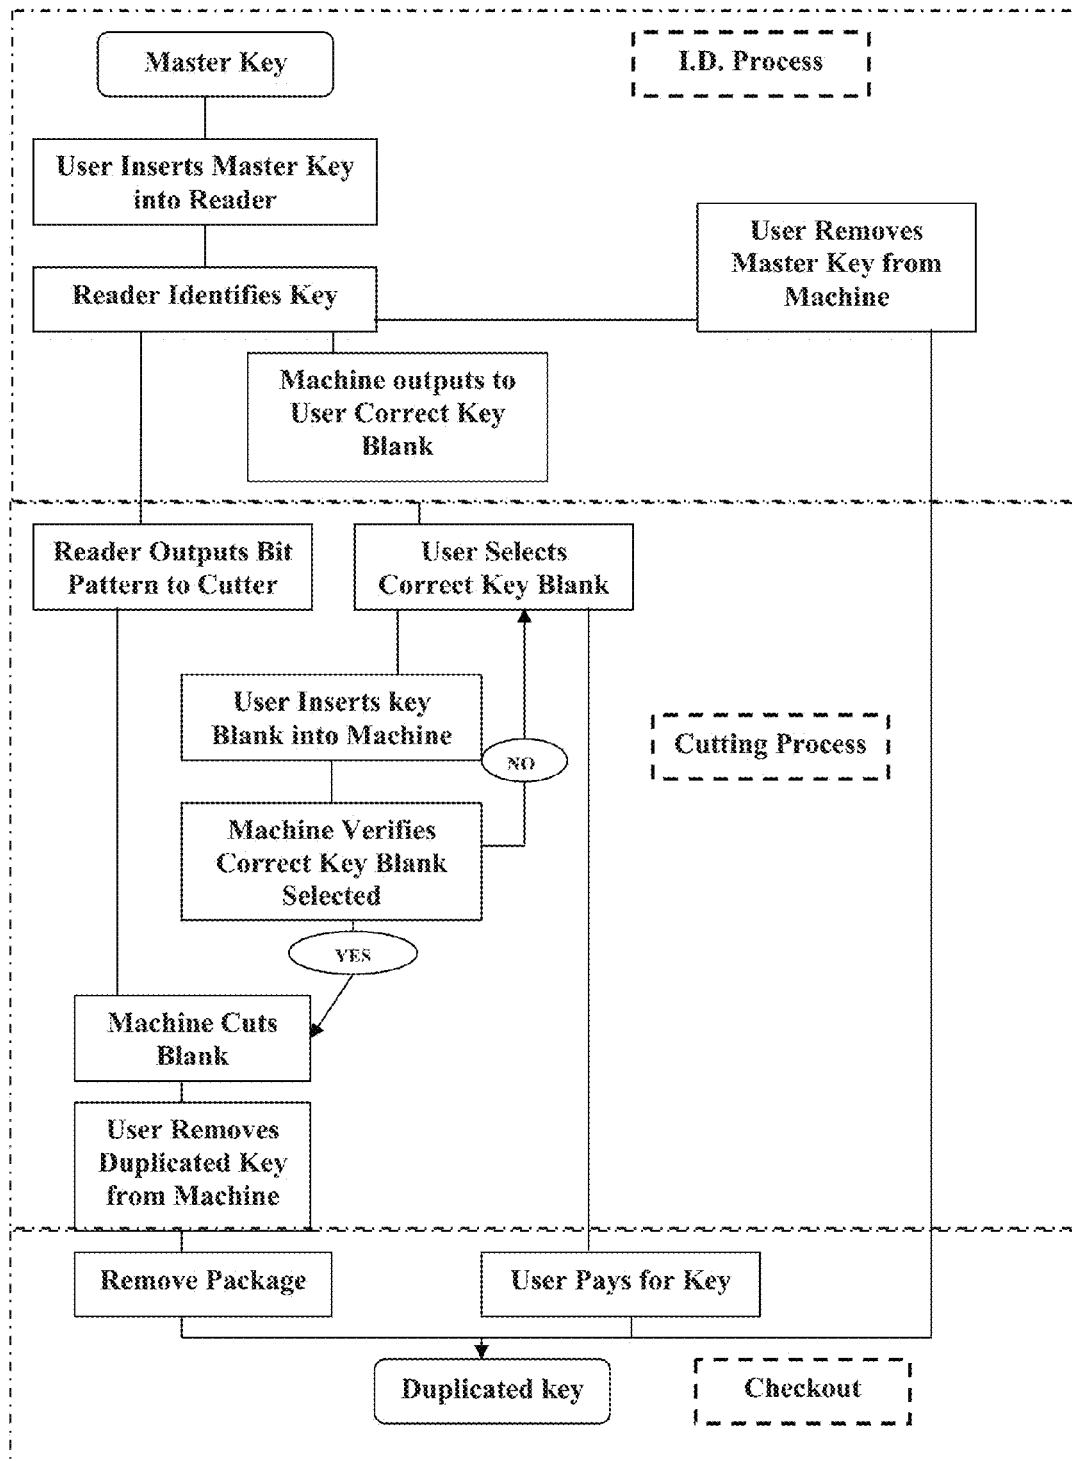 Master Key
I.D. Process
User Inserts Master Key
into Reader
User Removes
Master Key from
Machine
Reader Identifies Key
Machine outputs to
User Correct Key
Blank
Reader Outputs Bit
Pattern to Cutter
User Selects
Correct Key Blank
User Inserts key
Blank into Machine
NO
Cutting Process
Machine Verifies
Correct Key Blank
Selected
YES
Machine Cuts
Blank
User Removes
Duplicated Key
from Machine
Remove Package
User Pays for Key
Duplicated key
Checkout